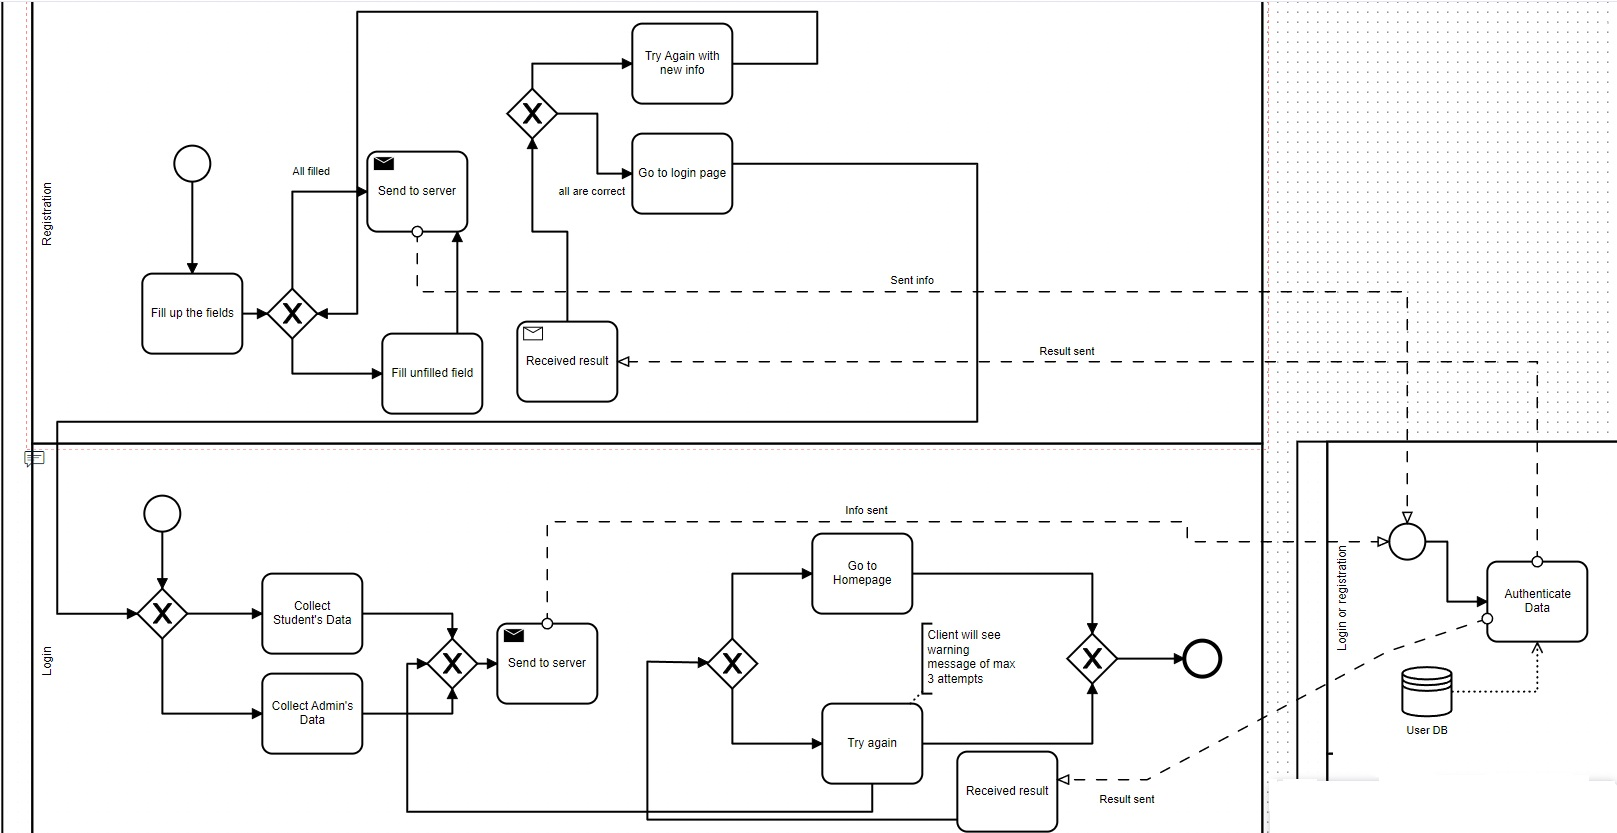 Registration
Try Again with
new info
All filled
Send to server
Go to login page
all are correct
Sent info
Fill up the fields
Received result
Result sent
Fill unfilled field
Login
Info sent
Go to
Homepage
Collect
Student's Data
Client will see
warning
message of max
3 attempts
Send to server
Collect Admin's
Data
Try again
Received result
Result sent
Login or registration
Authenticate
Data
User DB